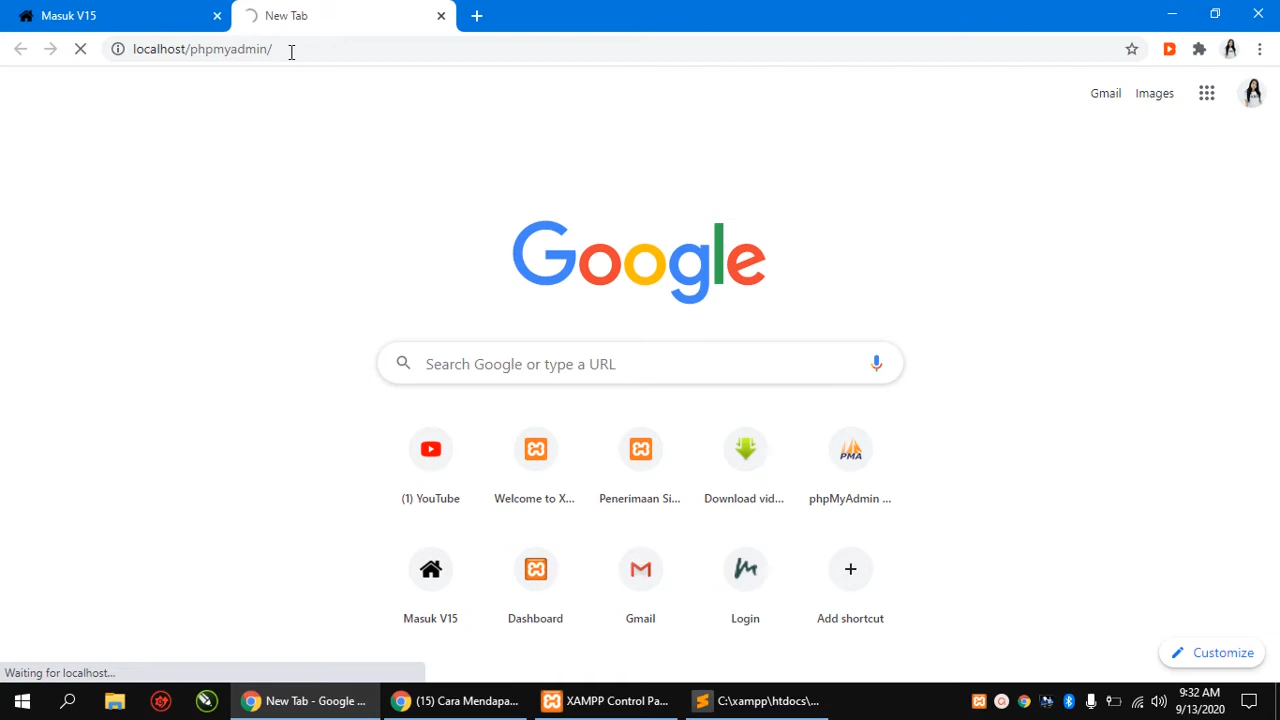 Masuk V15
New Tab
localhost/phpmyadmin/
Gmail
Images
Google
Search Google or type a URL
PMA
(1) YouTube
Welcome to X...
Penerimaan Si...
Download vid...
phpMyAdmin ...
Masuk V15
Dashboard
Gmail
Login
Add shortcut
Customize
Waiting for localhost...
New Tab - Google ...
(15) Cara Mendapa...
XAMPP Control Pa...
C:\xampp\htdocs\...
9:32 AM
9/13/2020